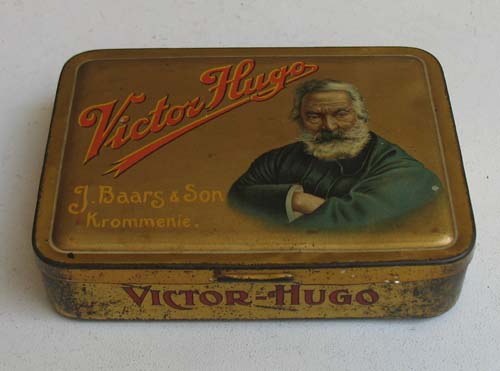 Victor Hugo
J. Baars & Son
Krommenie.
VICTOR-HUGO